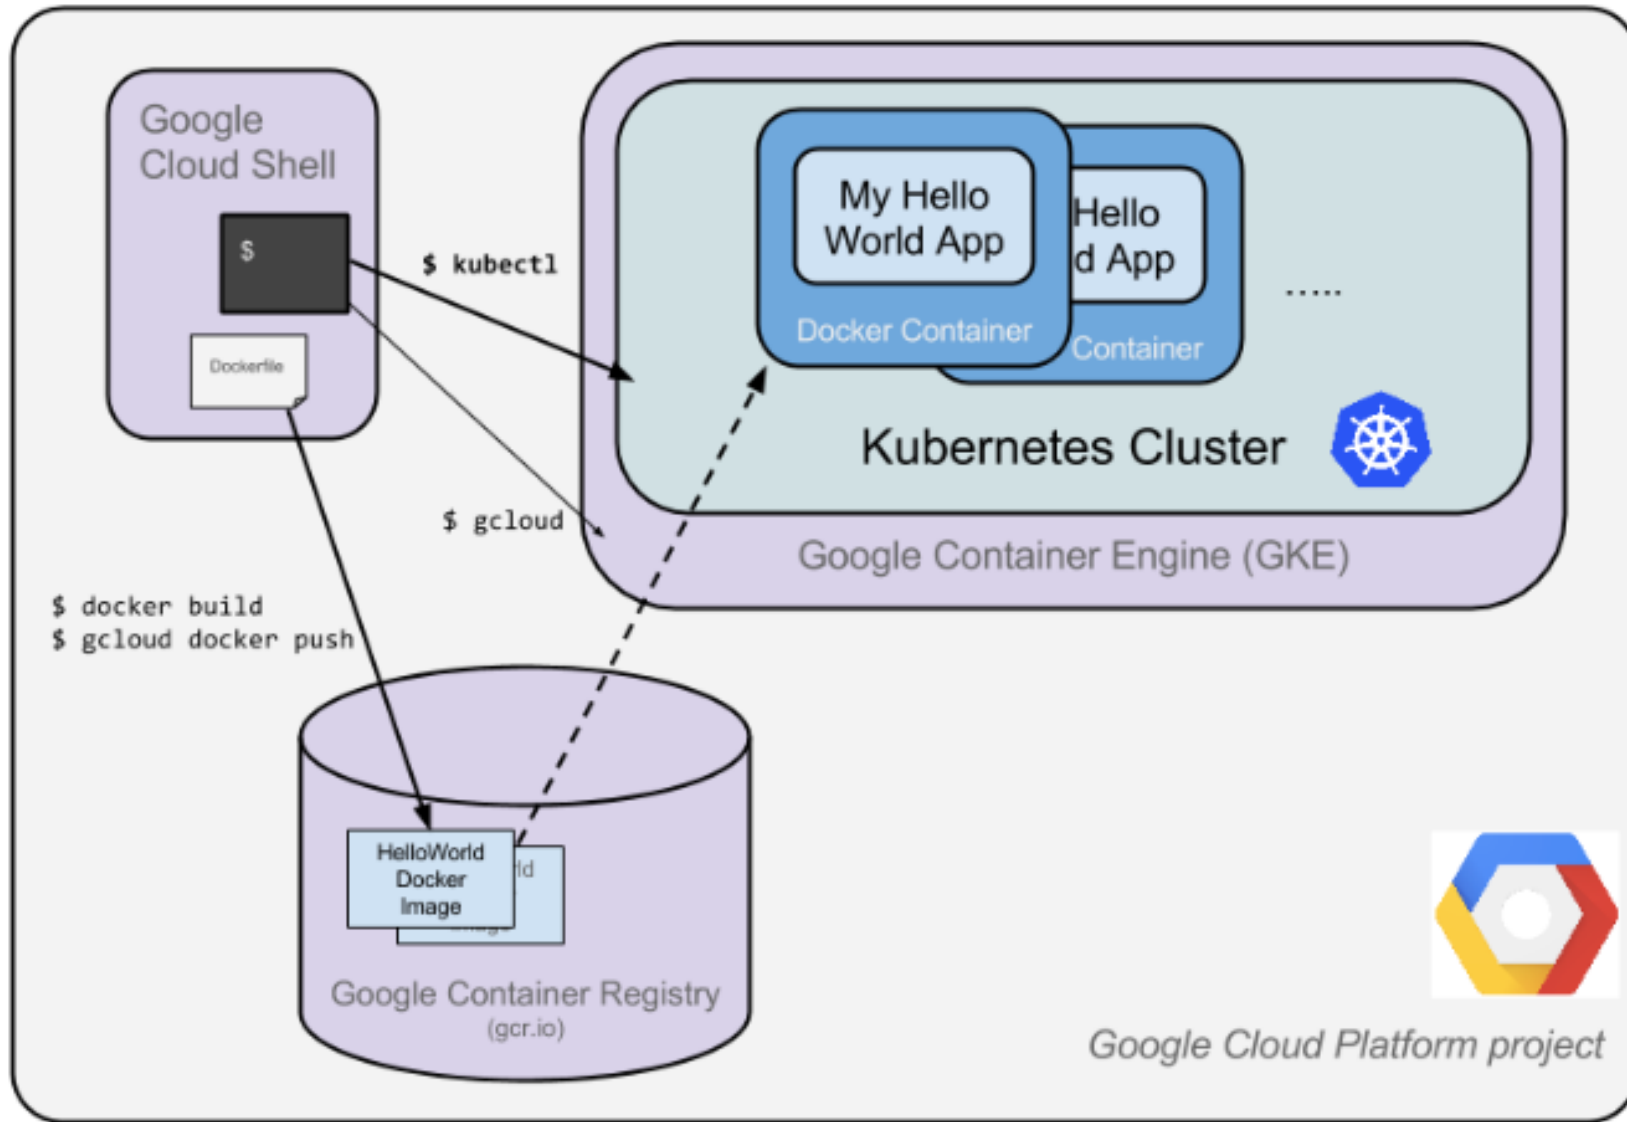 Google
Cloud Shell
$
Dockerfile
$ kubectl
$ gcloud
$ docker build
$ gcloud docker push
My Hello
World App
Docker Container
Hello
d App
Container
.....
Kubernetes Cluster
Google Container Engine (GKE)
HelloWorld
Docker
Image
ld
Google Container Registry
(gcr.io)
Google Cloud Platform project